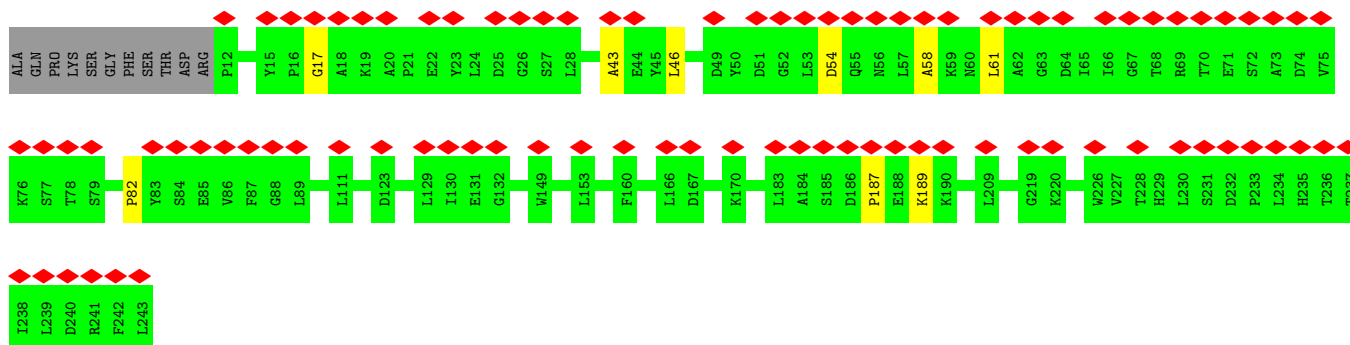 ALA GLN PRO LYS SER GLY PHE SER THR ASP ARG P12 Y15 P16 G17 A18 K19 A20 P21 E22 Y23 L24 D25 G26 S27 L28 A43 E44 Y45 L46 D49 Y50 D51 G52 L53 D54 Q55 N56 L57 A58 K59 N60 L61 A62 G63 D64 I65 I66 G67 T68 R69 T70 E71 S72 A73 D74 V75
K76 S77 T78 S79 P82 Y83 S84 E85 V86 F87 G88 L89 L111 D123 L129 I130 E131 G132 W149 L153 F160 L166 D167 K170 L183 A184 S185 D186 P187 E188 K189 K190 L209 G219 K220 W226 V227 T228 H229 L230 S231 D232 P233 L234 H235 T236 T237
I238 L239 D240 R241 F242 L243